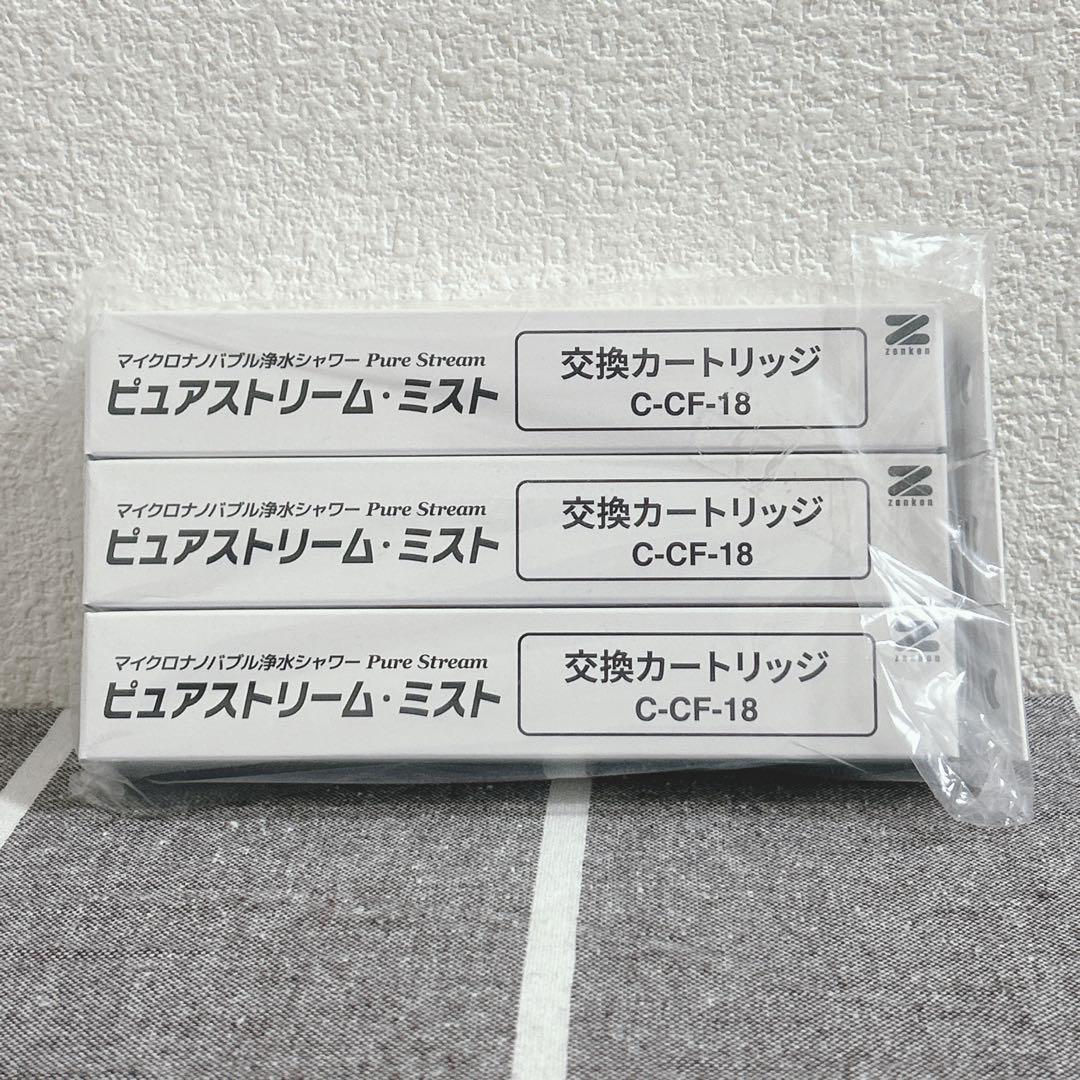 マイクロナノバブル浄水シャワー Pure Stream
ピュアストリーム・ミスト
交換カートリッジ
C-CF-18
zenken
マイクロナノバブル浄水シャワー Pure Stream
ピュアストリーム・ミスト
交換カートリッジ
C-CF-18
zenken
マイクロナノバブル浄水シャワー Pure Stream
ピュアストリーム・ミスト
交換カートリッジ
C-CF-18
zenken